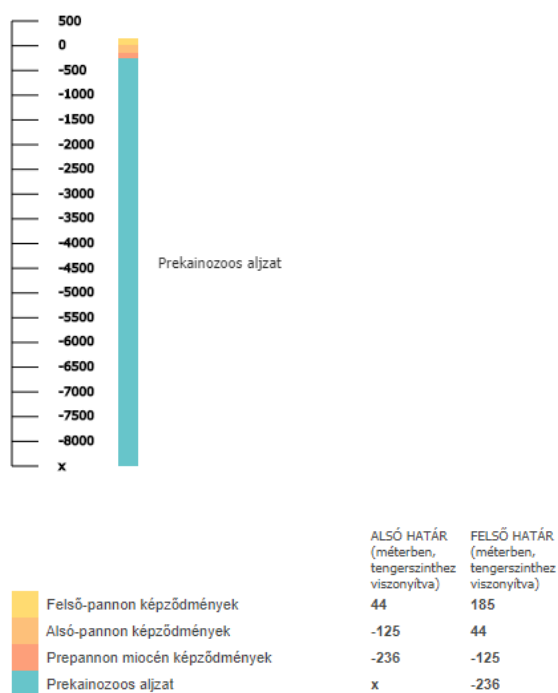 500
0
-500
-1000
-1500
-2000
-2500
-3000
-3500
-4000
Prekainozoos aljzat
-4500
-5000
-5500
-6000
-6500
-7000
-7500
-8000
x
ALSÓ HATÁR
(méterben,
tengerszinthez
viszonyítva)
FELSŐ HATÁR
(méterben,
tengerszinthez
viszonyítva)
Felső-pannon képződmények 44 185
Alsó-pannon képződmények -125 44
Prepannon miocén képződmények -236 -125
Prekainozoos aljzat x -236